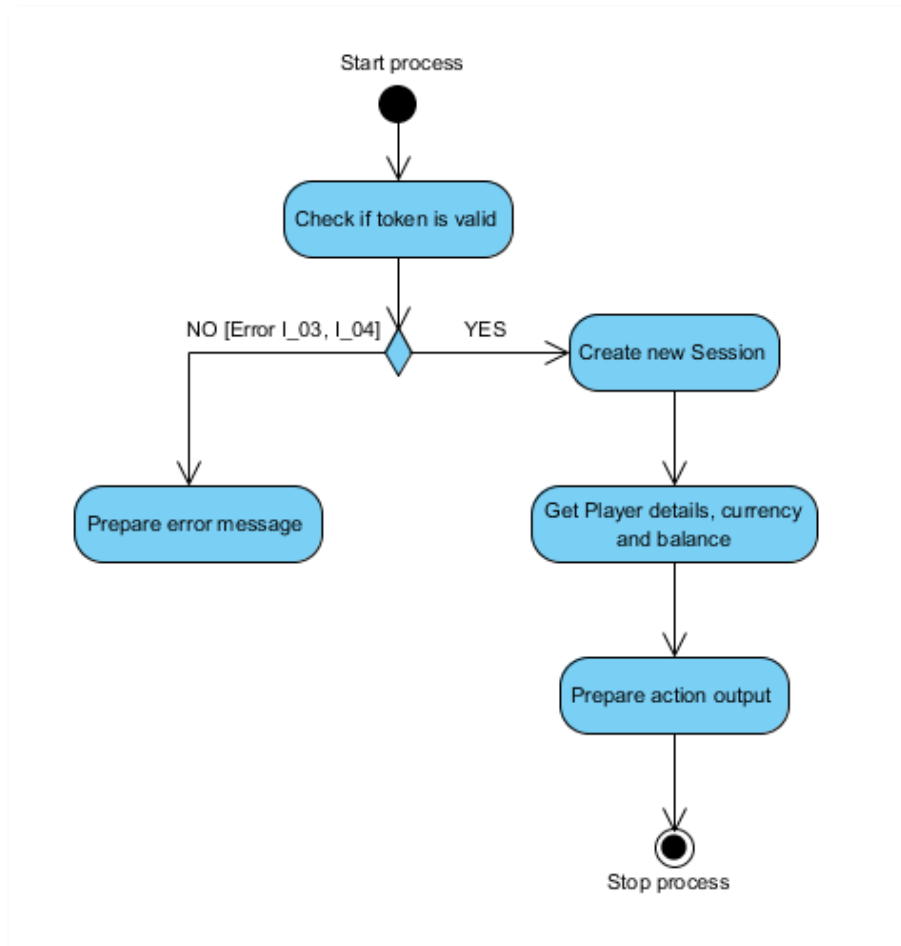 Start process
Check if token is valid
NO [Error I_03, I_04]
YES
Create new Session
Prepare error message
Get Player details, currency
and balance
Prepare action output
Stop process